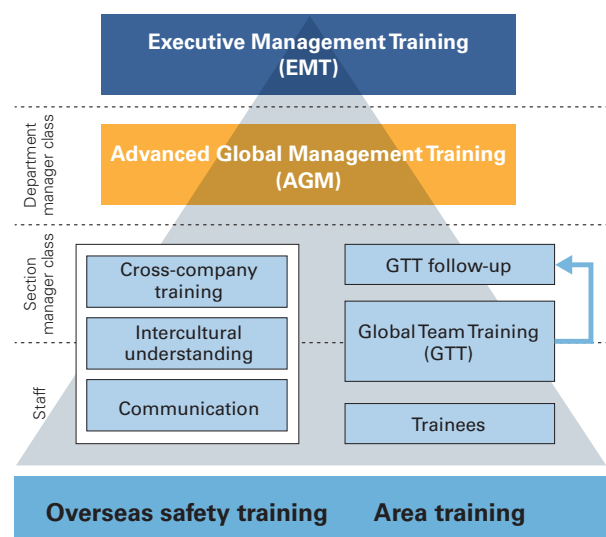 Executive Management Training
(EMT)
Department
manager class
Advanced Global Management Training
(AGM)
Section
manager class
Cross-company
training
Intercultural
understanding
Communication
GTT follow-up
Global Team Training
(GTT)
Trainees
Staff
Overseas safety training
Area training